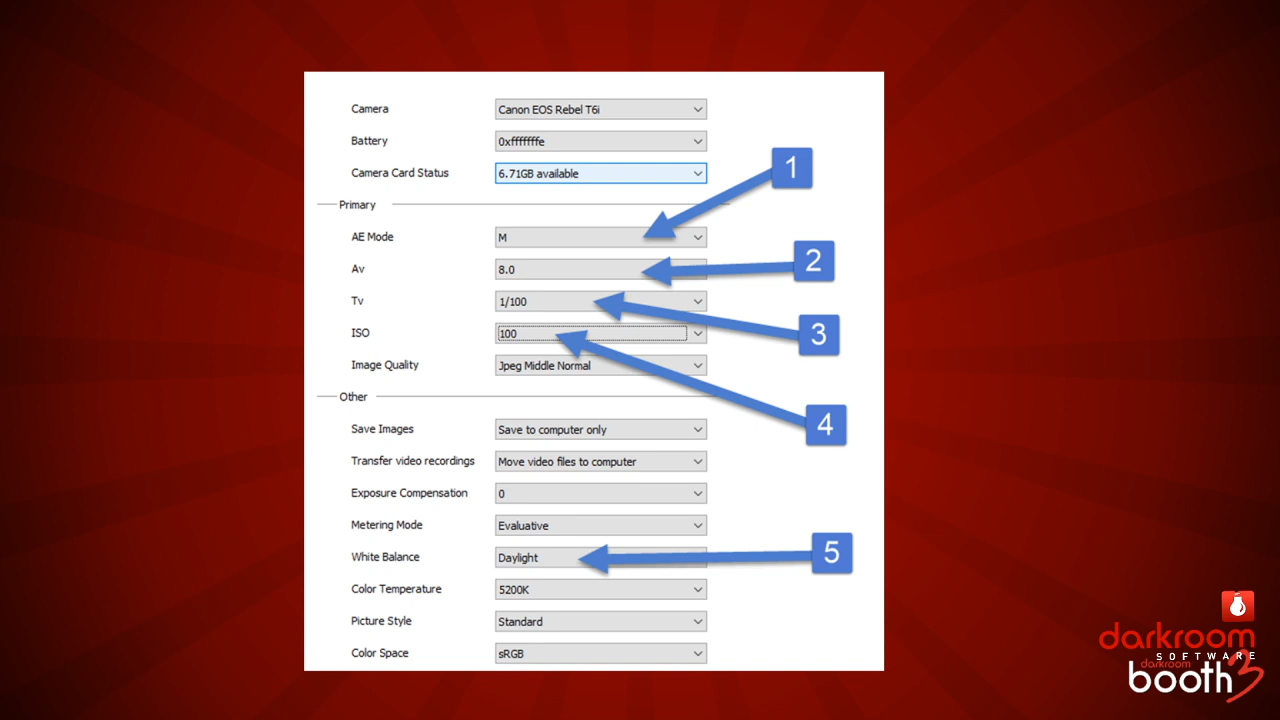 Camera Canon EOS Rebel T6i
Battery 0xfffffffe
Camera Card Status 6.71GB available
1
Primary
AE Mode M
Av 8.0
2
Tv 1/100
3
ISO 100
Image Quality Jpeg Middle Normal
Other
4
Save Images Save to computer only
Transfer video recordings Move video files to computer
Exposure Compensation 0
Metering Mode Evaluative
White Balance Daylight
5
Color Temperature 5200K
Picture Style Standard
Color Space sRGB
darkroom
SOFTWARE
darkroom
booth 3